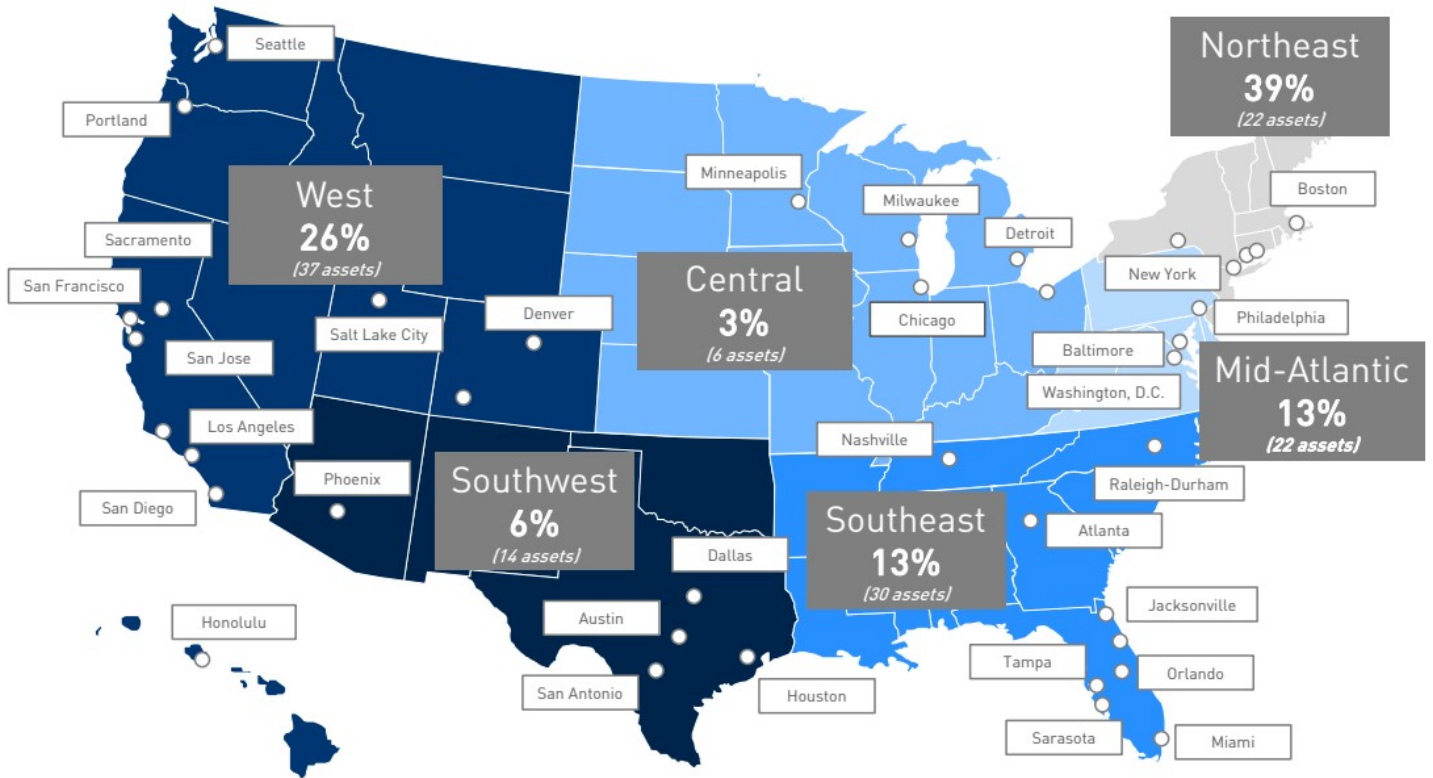 Seattle
Portland
West
26%
(37 assets)
Sacramento
San Francisco
San Jose
Salt Lake City
Denver
Los Angeles
San Diego
Honolulu
Phoenix
Southwest
6%
(14 assets)
Dallas
Austin
San Antonio
Houston
Minneapolis
Milwaukee
Detroit
Central
3%
(6 assets)
Chicago
Nashville
Southeast
13%
(30 assets)
Raleigh-Durham
Atlanta
Jacksonville
Tampa
Orlando
Sarasota
Miami
Northeast
39%
(22 assets)
Boston
New York
Philadelphia
Baltimore
Washington, D.C.
Mid-Atlantic
13%
(22 assets)